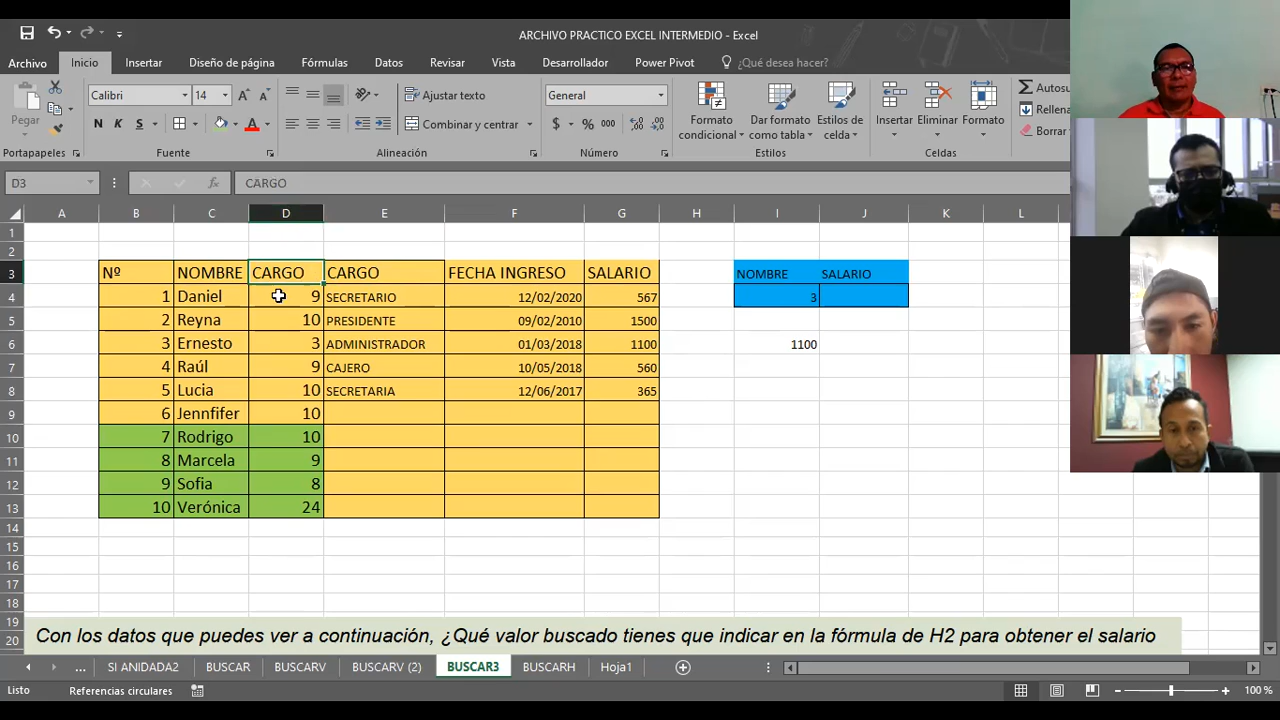 ARCHIVO PRACTICO EXCEL INTERMEDIO - Excel
Archivo Inicio Insertar Diseño de página Fórmulas Datos Revisar Vista Desarrollador Power Pivot ¿Qué desea hacer?
Pegar Calibri 14 Ajustar texto General Formato condicional Dar formato como tabla Estilos de celda Insertar Eliminar Formato Autosu
Rellena
N K S Combinar y centrar $ % 000 Borrar
Portapapeles Fuente Alineación Número Estilos Celdas
D3 fx CARGO
A B C D E F G H I J K L
1
2
3 Nº NOMBRE CARGO CARGO FECHA INGRESO SALARIO NOMBRE SALARIO
4 1 Daniel 9 SECRETARIO 12/02/2020 567 3
5 2 Reyna 10 PRESIDENTE 09/02/2010 1500
6 3 Ernesto 3 ADMINISTRADOR 01/03/2018 1100 1100
7 4 Raúl 9 CAJERO 10/05/2018 560
8 5 Lucia 10 SECRETARIA 12/06/2017 365
9 6 Jennfifer 10
10 7 Rodrigo 10
11 8 Marcela 9
12 9 Sofia 8
13 10 Verónica 24
14
15
16
17
18
19
20 Con los datos que puedes ver a continuación, ¿Qué valor buscado tienes que indicar en la fórmula de H2 para obtener el salario
... SI ANIDADA2 BUSCAR BUSCARV BUSCARV (2) BUSCAR3 BUSCARH Hoja1
Listo Referencias circulares 100 %